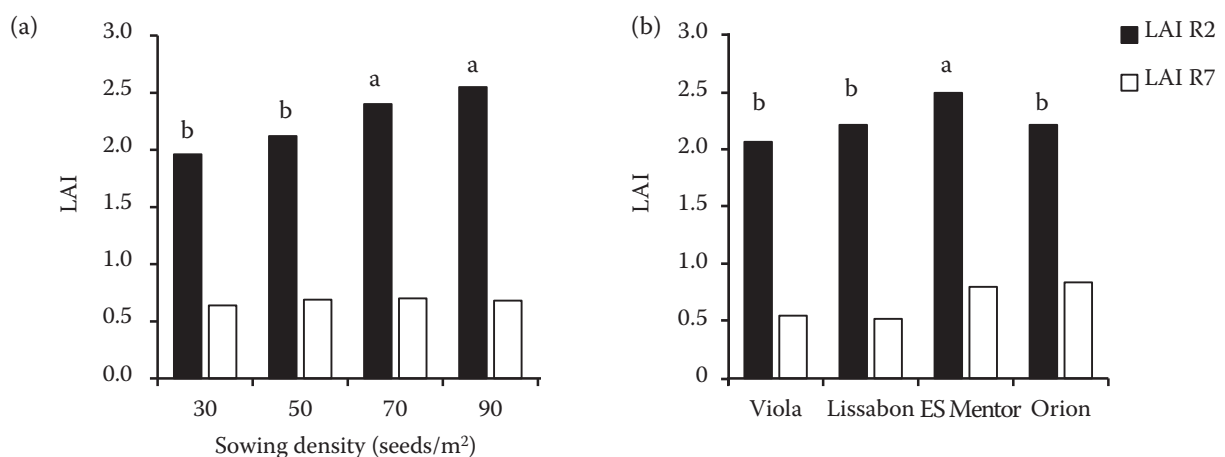 (a)
3.0
2.5
2.0
1.5
1.0
0.5
0.0
LAI
b b a a
30 50 70 90
Sowing density (seeds/m²)
(b)
3.0
2.5
2.0
1.5
1.0
0.5
0
LAI
b b a b
Viola Lissabon ES Mentor Orion
LAI R2
LAI R7